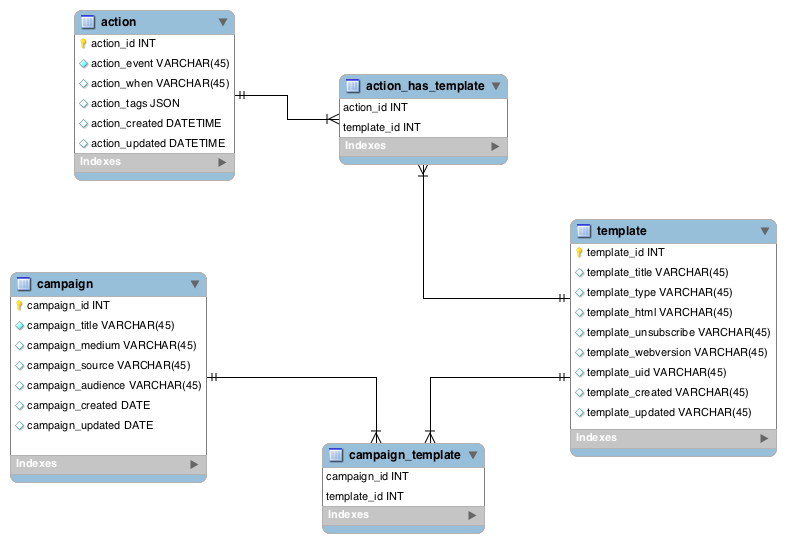 action
action_id INT
action_event VARCHAR(45)
action_when VARCHAR(45)
action_tags JSON
action_created DATETIME
action_updated DATETIME
Indexes
action_has_template
action_id INT
template_id INT
Indexes
template
template_id INT
template_title VARCHAR(45)
template_type VARCHAR(45)
template_html VARCHAR(45)
template_unsubscribe VARCHAR(45)
template_webversion VARCHAR(45)
template_uid VARCHAR(45)
template_created VARCHAR(45)
template_updated VARCHAR(45)
Indexes
campaign
campaign_id INT
campaign_title VARCHAR(45)
campaign_medium VARCHAR(45)
campaign_source VARCHAR(45)
campaign_audience VARCHAR(45)
campaign_created DATE
campaign_updated DATE
Indexes
campaign_template
campaign_id INT
template_id INT
Indexes